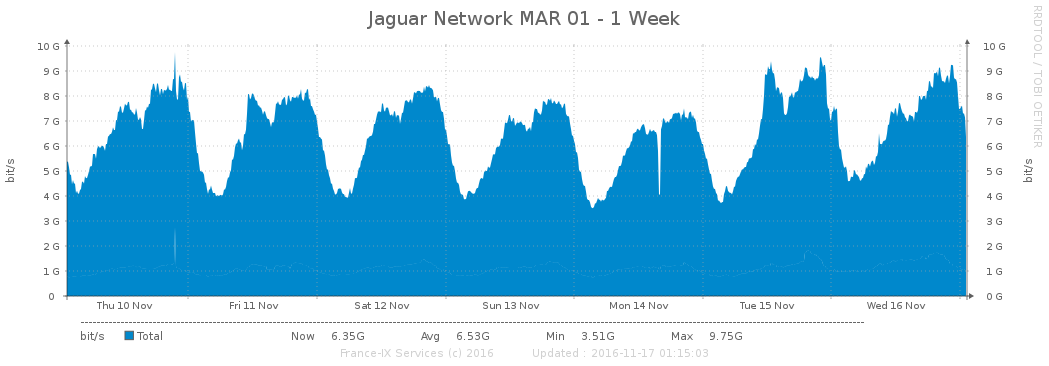 Jaguar Network MAR 01 - 1 Week
RRDTOOL / TOBI OETIKER
bit/s
10 G
9 G
8 G
7 G
6 G
5 G
4 G
3 G
2 G
1 G
0
10 G
9 G
8 G
7 G
6 G
5 G
4 G
3 G
2 G
1 G
0 G
bit/s
Thu 10 Nov Fri 11 Nov Sat 12 Nov Sun 13 Nov Mon 14 Nov Tue 15 Nov Wed 16 Nov
bit/s Total Now 6.35G Avg 6.53G Min 3.51G Max 9.75G
France-IX Services (c) 2016 Updated : 2016-11-17 01:15:03